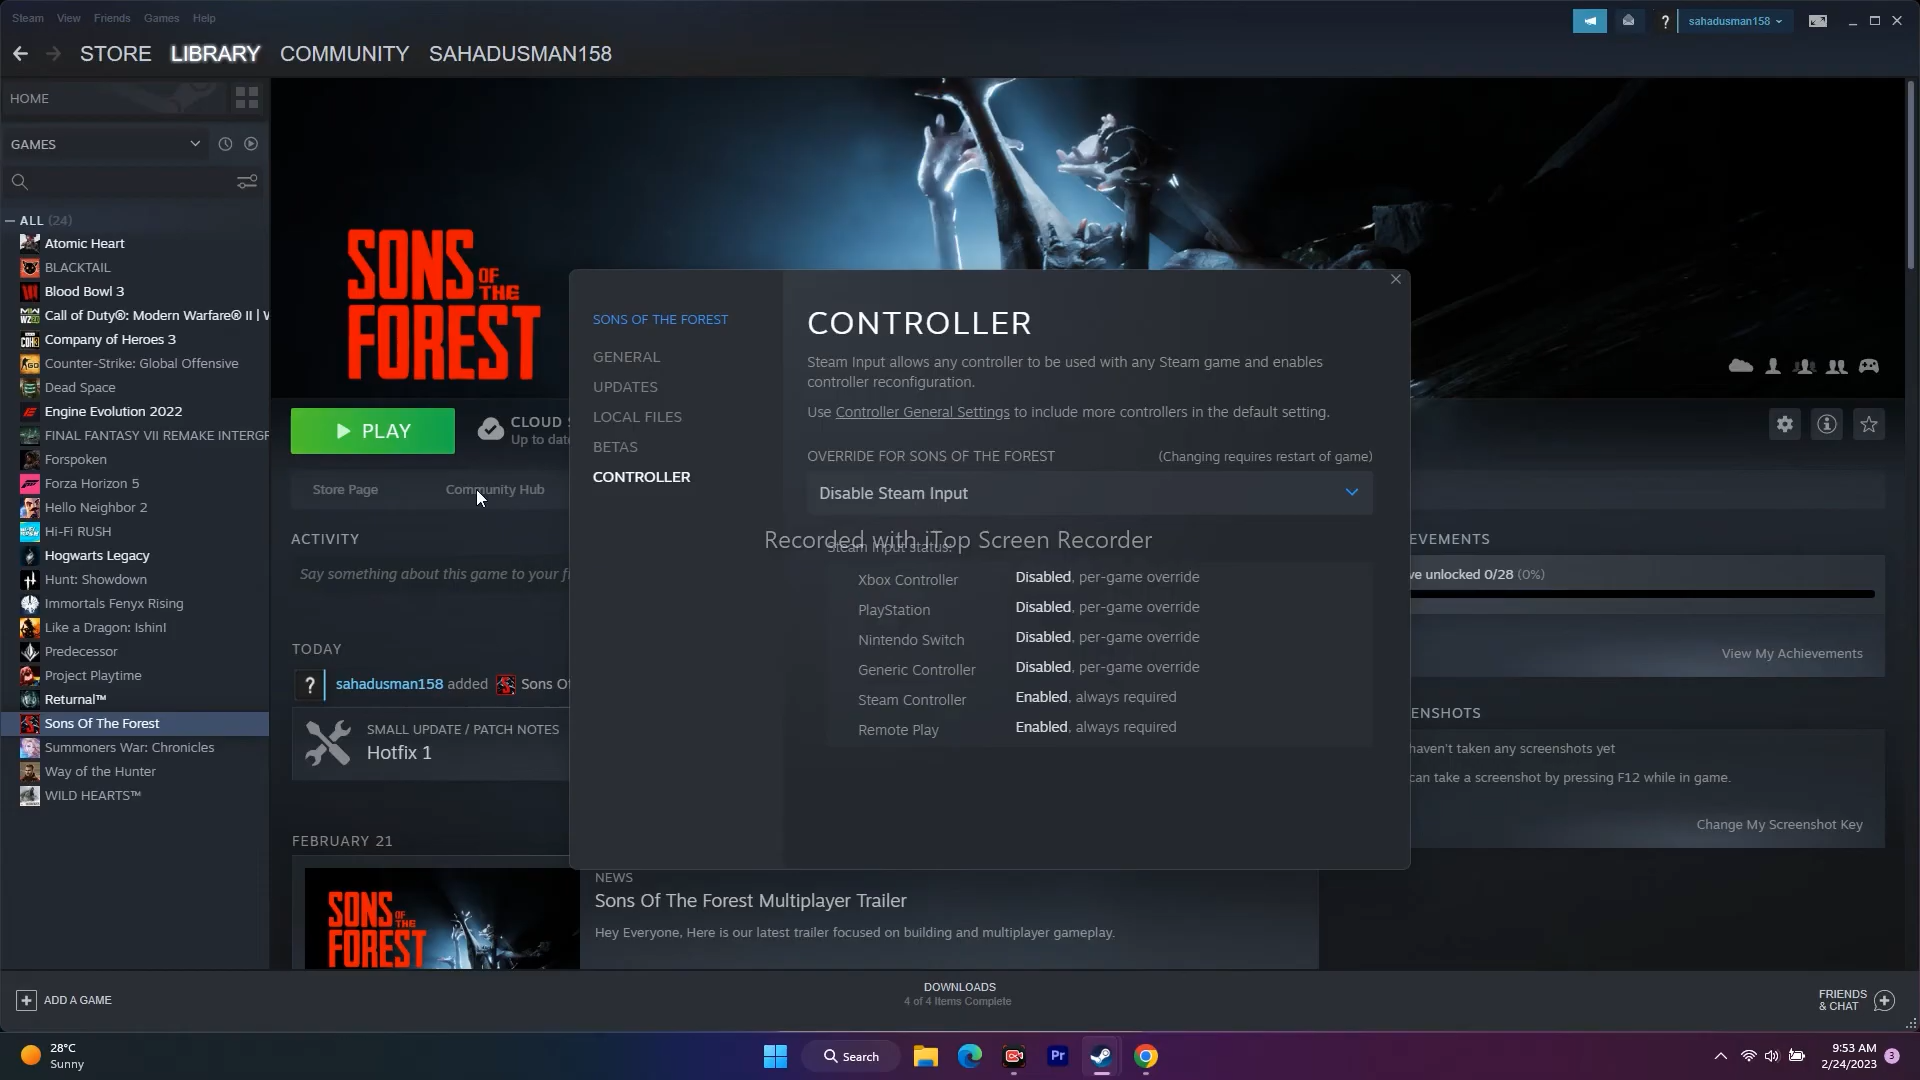 Steam View Friends Games Help
sahadusman158
STORE LIBRARY COMMUNITY SAHADUSMAN158
HOME
GAMES
ALL (24)
Atomic Heart
BLACKTAIL
Blood Bowl 3
Call of Duty®: Modern Warfare® II | W
Company of Heroes 3
Counter-Strike: Global Offensive
Dead Space
Engine Evolution 2022
FINAL FANTASY VII REMAKE INTERGR
Forspoken
Forza Horizon 5
Hello Neighbor 2
Hi-Fi RUSH
Hogwarts Legacy
Hunt: Showdown
Immortals Fenyx Rising
Like a Dragon: Ishin!
Predecessor
Project Playtime
Returnal™
Sons Of The Forest
Summoners War: Chronicles
Way of the Hunter
WILD HEARTS™
SONS OF THE FOREST
PLAY
CLOUD S
Up to date
Store Page
Community Hub
ACTIVITY
Say something about this game to your fr
TODAY
sahadusman158 added Sons Of
SMALL UPDATE / PATCH NOTES
Hotfix 1
FEBRUARY 21
SONS OF THE FOREST
NEWS
Sons Of The Forest Multiplayer Trailer
Hey Everyone, Here is our latest trailer focused on building and multiplayer gameplay.
SONS OF THE FOREST
GENERAL
UPDATES
LOCAL FILES
BETAS
CONTROLLER
CONTROLLER
Steam Input allows any controller to be used with any Steam game and enables
controller reconfiguration.
Use Controller General Settings to include more controllers in the default setting.
OVERRIDE FOR SONS OF THE FOREST (Changing requires restart of game)
Disable Steam Input
Recorded with iTop Screen Recorder
Steam Input status:
Xbox Controller Disabled, per-game override
PlayStation Disabled, per-game override
Nintendo Switch Disabled, per-game override
Generic Controller Disabled, per-game override
Steam Controller Enabled, always required
Remote Play Enabled, always required
EVEMENTS
ve unlocked 0/28 (0%)
View My Achievements
ENSHOTS
haven't taken any screenshots yet
can take a screenshot by pressing F12 while in game.
Change My Screenshot Key
ADD A GAME
DOWNLOADS
4 of 4 Items Complete
FRIENDS
& CHAT
28°C
Sunny
Search
Pr
9:53 AM
2/24/2023
3